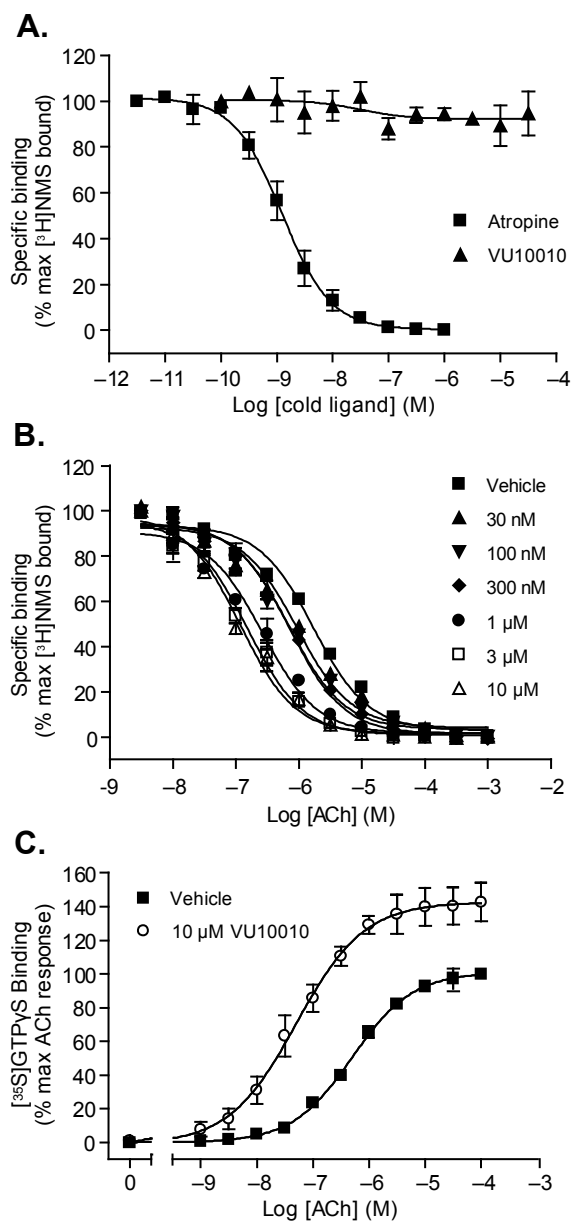 A.
120
100
80
60
40
20
0
Specific binding
(% max [³H]NMS bound)
Atropine
VU10010
−12 −11 −10 −9 −8 −7 −6 −5 −4
Log [cold ligand] (M)
B.
120
100
80
60
40
20
0
Specific binding
(% max [³H]NMS bound)
Vehicle
30 nM
100 nM
300 nM
1 µM
3 µM
10 µM
-9 −8 −7 −6 −5 −4 −3 −2
Log [ACh] (M)
C.
160
140
120
100
80
60
40
20
0
[³⁵S]GTPγS Binding
(% max ACh response)
Vehicle
10 µM VU10010
0 −9 −8 −7 −6 −5 −4 −3
Log [ACh] (M)